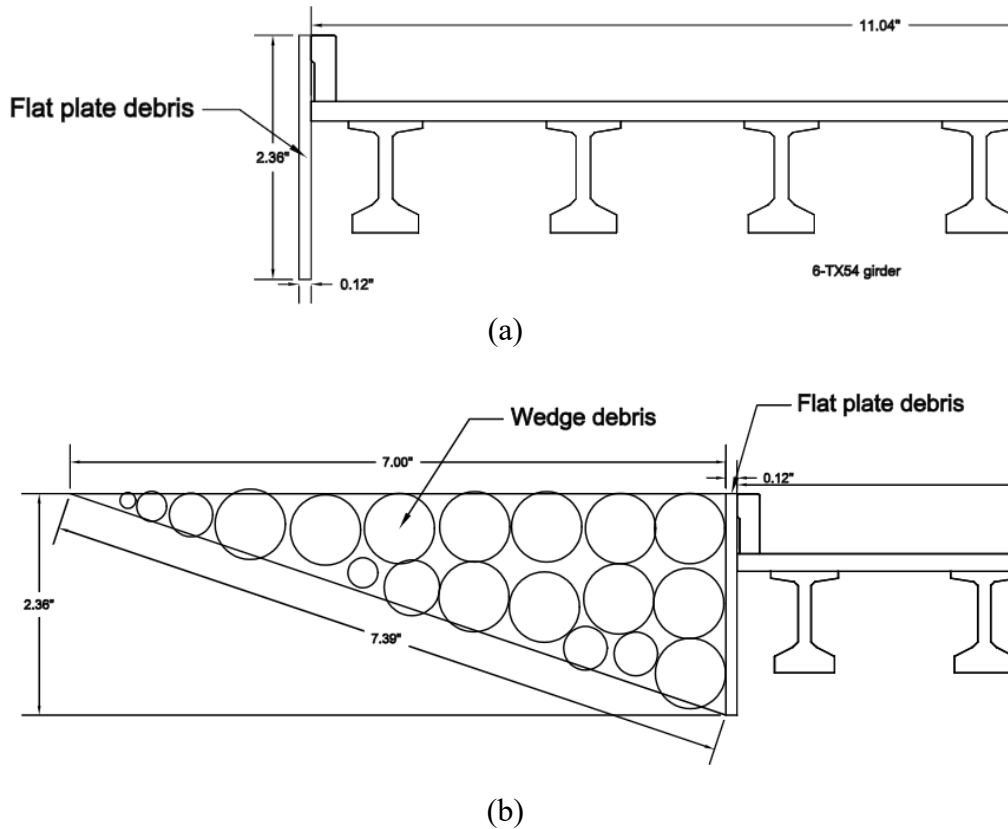 11.04"
Flat plate debris
2.36"
6-TX54 girder
0.12"
(a)
Flat plate debris
Wedge debris
7.00"
0.12"
2.36"
7.39"
(b)